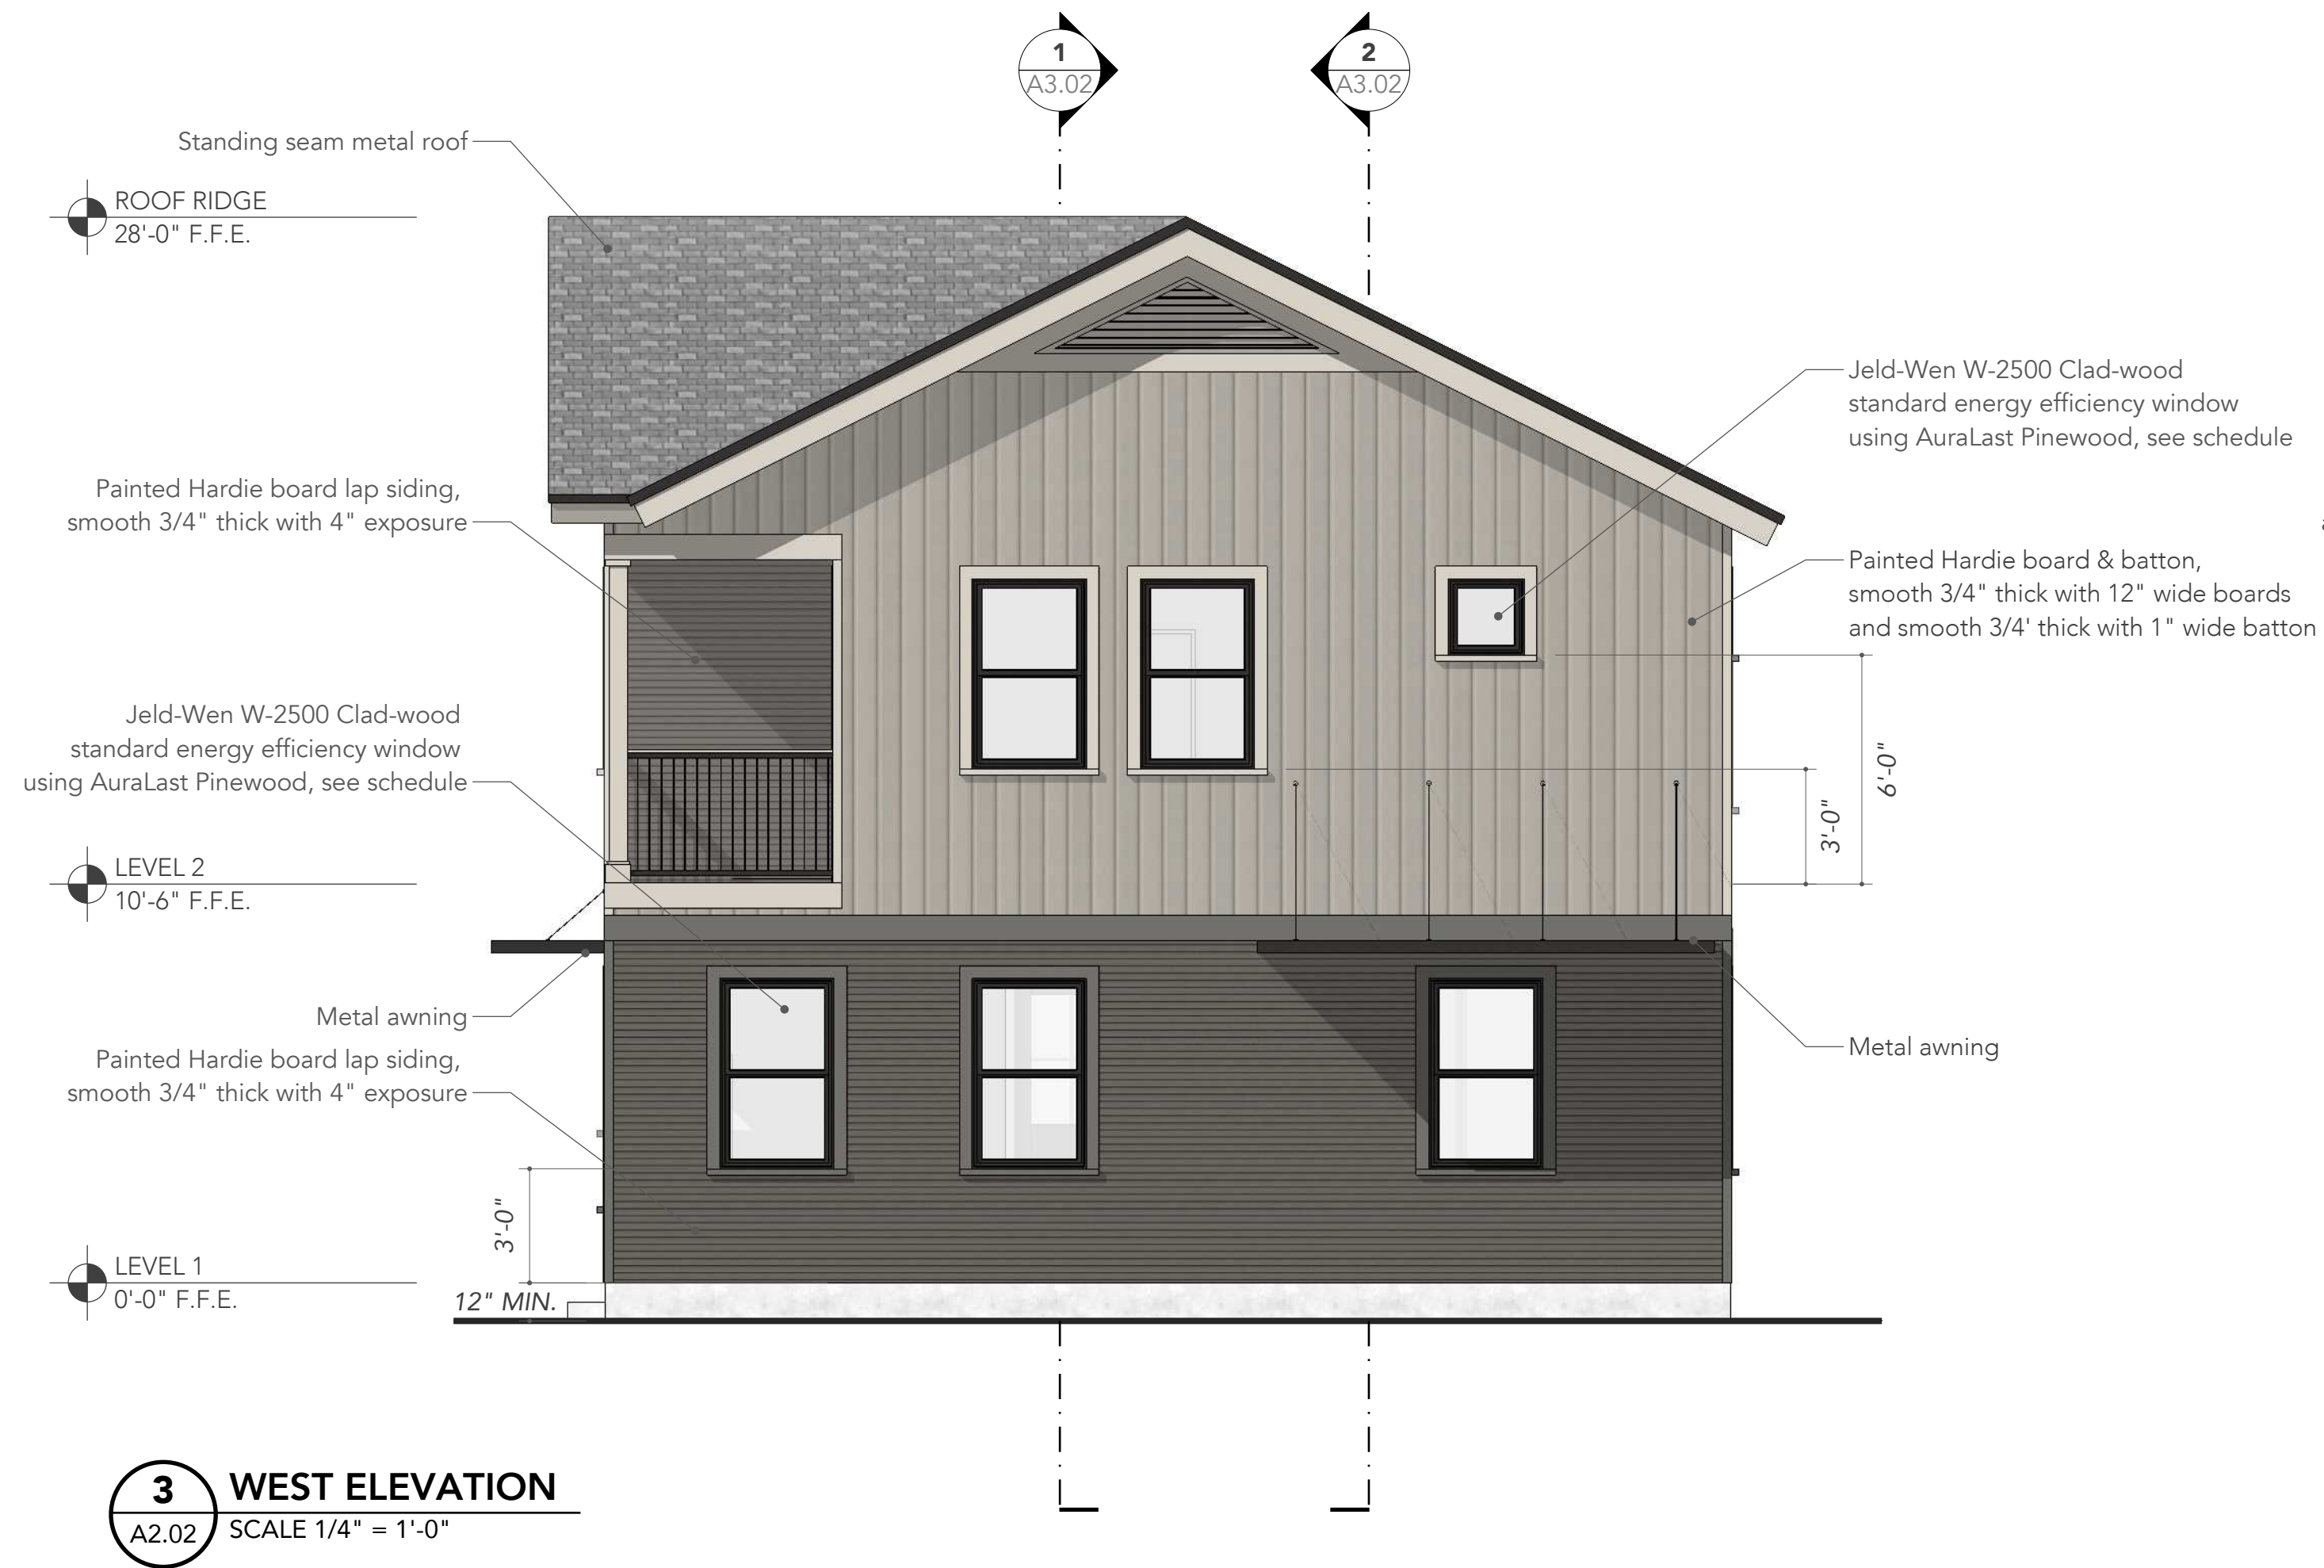 1
A3.02
2
A3.02
Standing seam metal roof
ROOF RIDGE
28'-0" F.F.E.
Jeld-Wen W-2500 Clad-wood
standard energy efficiency window
using AuraLast Pinewood, see schedule
Painted Hardie board lap siding,
smooth 3/4" thick with 4" exposure
Painted Hardie board & batton,
smooth 3/4" thick with 12" wide boards
and smooth 3/4' thick with 1" wide batton
Jeld-Wen W-2500 Clad-wood
standard energy efficiency window
using AuraLast Pinewood, see schedule
6'-0"
3'-0"
LEVEL 2
10'-6" F.F.E.
Metal awning
Metal awning
Painted Hardie board lap siding,
smooth 3/4" thick with 4" exposure
3'-0"
LEVEL 1
0'-0" F.F.E.
12" MIN.
3
A2.02
WEST ELEVATION
SCALE 1/4" = 1'-0"